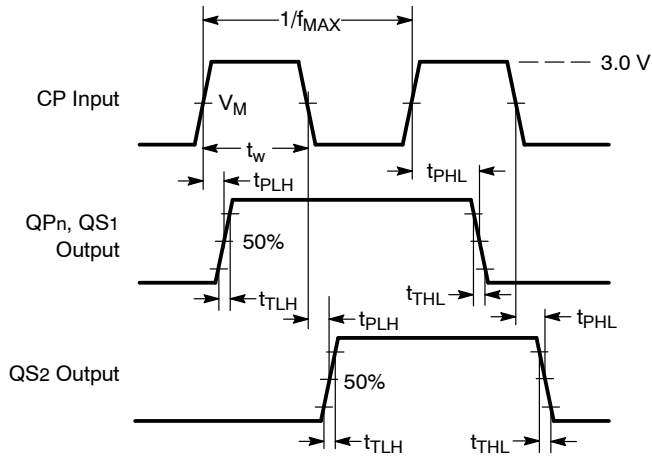 1/fMAX
3.0 V
CP Input
VM
tw
tPLH
tPHL
QPn, QS1
Output
50%
tTLH
tTHL
tPLH
tPHL
QS2 Output
50%
tTLH
tTHL